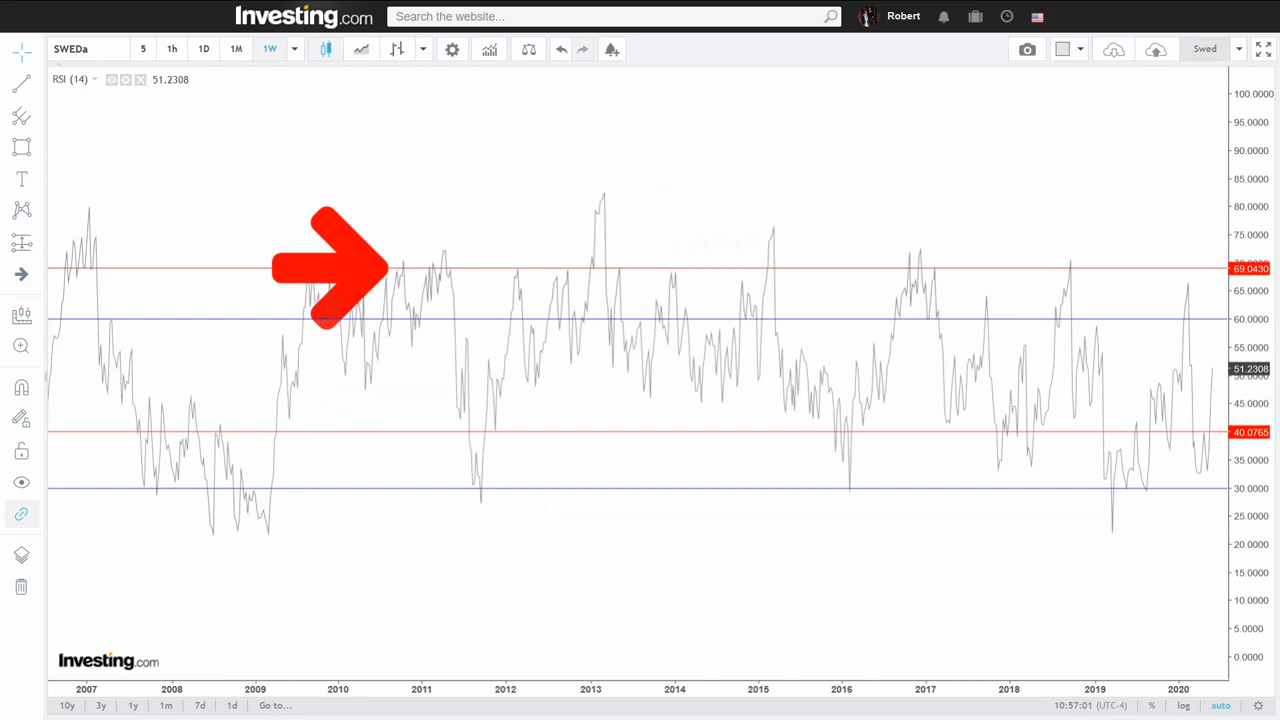 Investing.com
Search the website...
Robert
SWEDa 5 1h 1D 1M 1W
Swed
RSI (14) 51.2308
100.0000
95.0000
90.0000
85.0000
80.0000
75.0000
69.0430
65.0000
60.0000
55.0000
51.2308
45.0000
40.0765
35.0000
30.0000
25.0000
20.0000
15.0000
10.0000
5.0000
0.0000
Investing.com
2007 2008 2009 2010 2011 2012 2013 2014 2015 2016 2017 2018 2019 2020
10y 3y 1y 1m 7d 1d Go to... 10:57:01 (UTC-4) % log auto